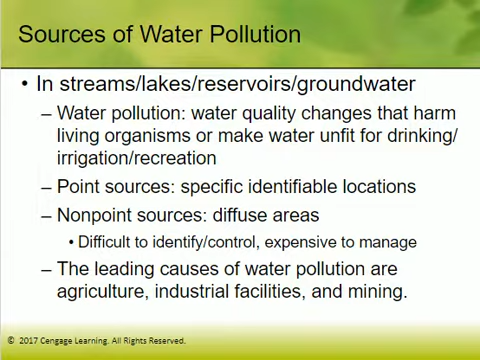 Sources of Water Pollution
• In streams/lakes/reservoirs/groundwater
– Water pollution: water quality changes that harm
living organisms or make water unfit for drinking/
irrigation/recreation
– Point sources: specific identifiable locations
– Nonpoint sources: diffuse areas
• Difficult to identify/control, expensive to manage
– The leading causes of water pollution are
agriculture, industrial facilities, and mining.
© 2017 Cengage Learning. All Rights Reserved.